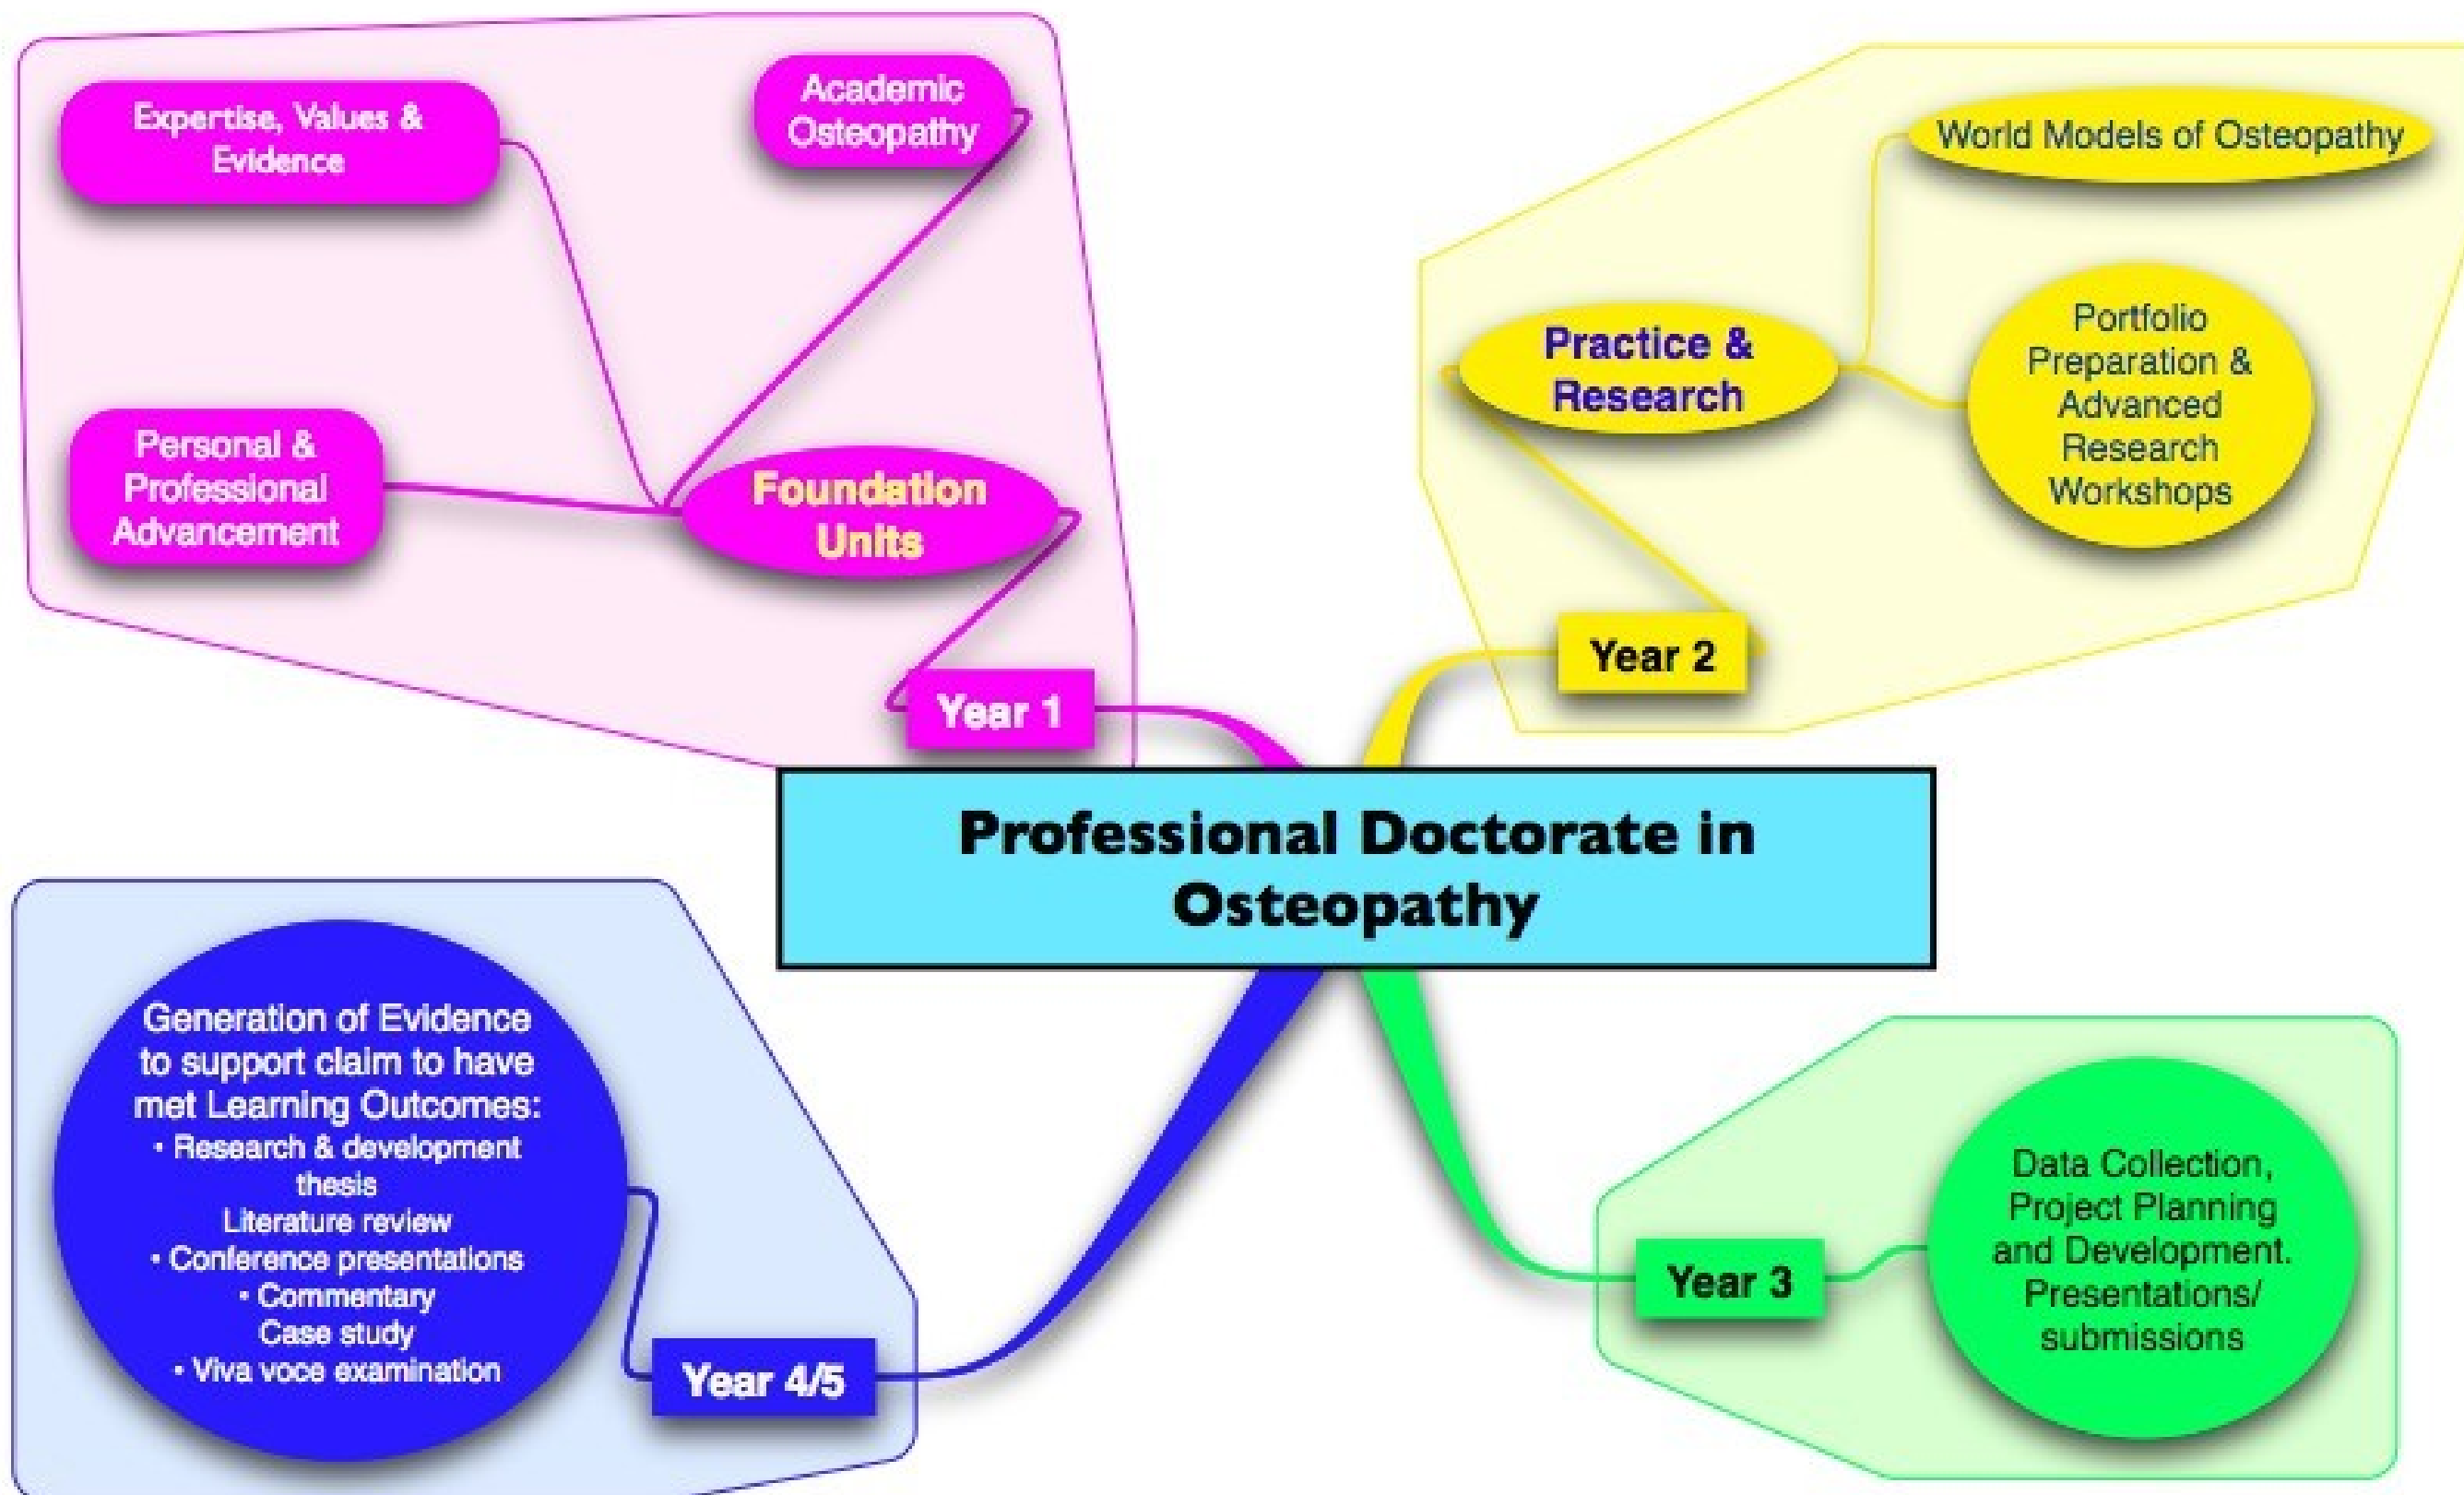 Expertise, Values &
Evidence
Academic
Osteopathy
Personal &
Professional
Advancement
Foundation
Units
Year 1
World Models of Osteopathy
Practice &
Research
Portfolio
Preparation &
Advanced
Research
Workshops
Year 2
Professional Doctorate in
Osteopathy
Generation of Evidence
to support claim to have
met Learning Outcomes:
• Research & development
thesis
Literature review
• Conference presentations
• Commentary
Case study
• Viva voce examination
Year 4/5
Year 3
Data Collection,
Project Planning
and Development.
Presentations/
submissions